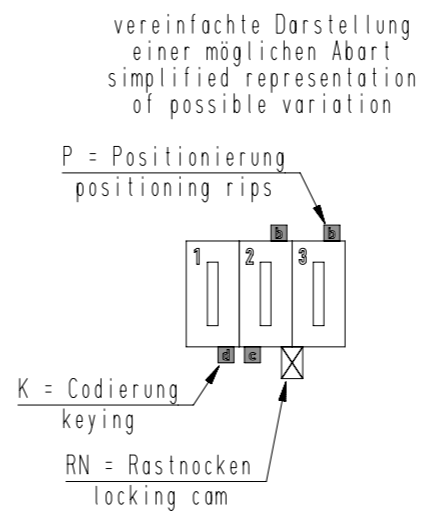 vereinfachte Darstellung
einer möglichen Abart
simplified representation
of possible variation
P = Positionierung
positioning rips
1 2 3
d c
K = Codierung
keying
RN = Rastnocken
locking cam